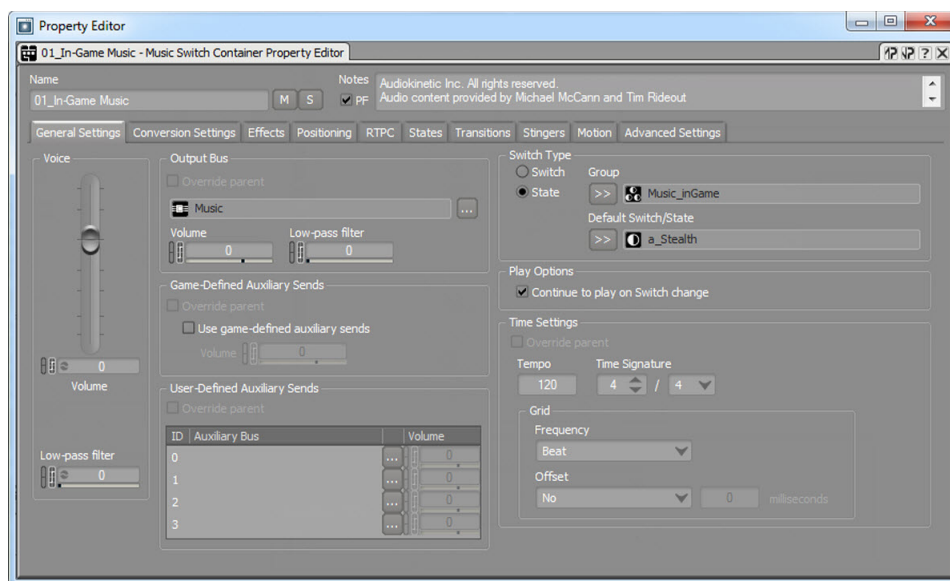 Property Editor
01_In-Game Music - Music Switch Container Property Editor
Name
Notes
Audiokinetic Inc. All rights reserved.
01_In-Game Music
M
S
PF
Audio content provided by Michael McCann and Tim Rideout
General Settings
Conversion Settings
Effects
Positioning
RTPC
States
Transitions
Stingers
Motion
Advanced Settings
Voice
0
Volume
Low-pass filter
0
Output Bus
Override parent
Music
...
Volume
Low-pass filter
0
0
Game-Defined Auxiliary Sends
Override parent
Use game-defined auxiliary sends
Volume
0
User-Defined Auxiliary Sends
Override parent
ID
Auxiliary Bus
Volume
0
...
0
1
...
0
2
...
0
3
...
0
Switch Type
Switch
Group
State
>>
Music_inGame
Default Switch/State
>>
a_Stealth
Play Options
Continue to play on Switch change
Time Settings
Override parent
Tempo
Time Signature
120
4 / 4
Grid
Frequency
Beat
Offset
No
0
milliseconds